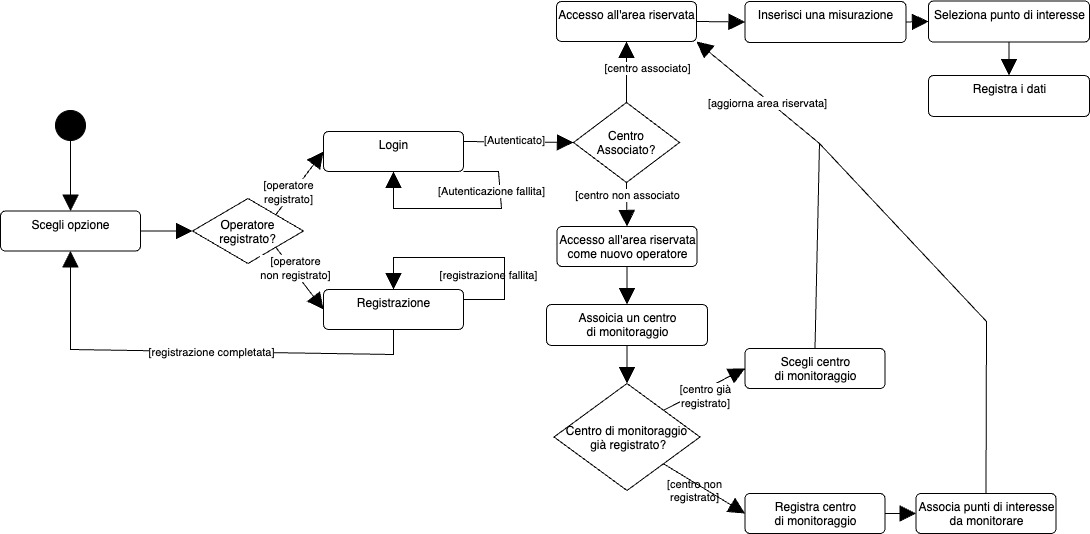 Accesso all'area riservata
Inserisci una misurazione
Seleziona punto di interesse
[centro associato]
Registra i dati
[aggiorna area riservata]
Login
[Autenticato]
Centro
Associato?
[operatore
registrato]
[Autenticazione fallita]
[centro non associato]
Scegli opzione
Operatore
registrato?
Accesso all'area riservata
come nuovo operatore
[operatore
non registrato]
[registrazione fallita]
Registrazione
Assoicia un centro
di monitoraggio
[registrazione completata]
Scegli centro
di monitoraggio
[centro già
registrato]
Centro di monitoraggio
già registrato?
[centro non
registrato]
Registra centro
di monitoraggio
Associa punti di interesse
da monitorare